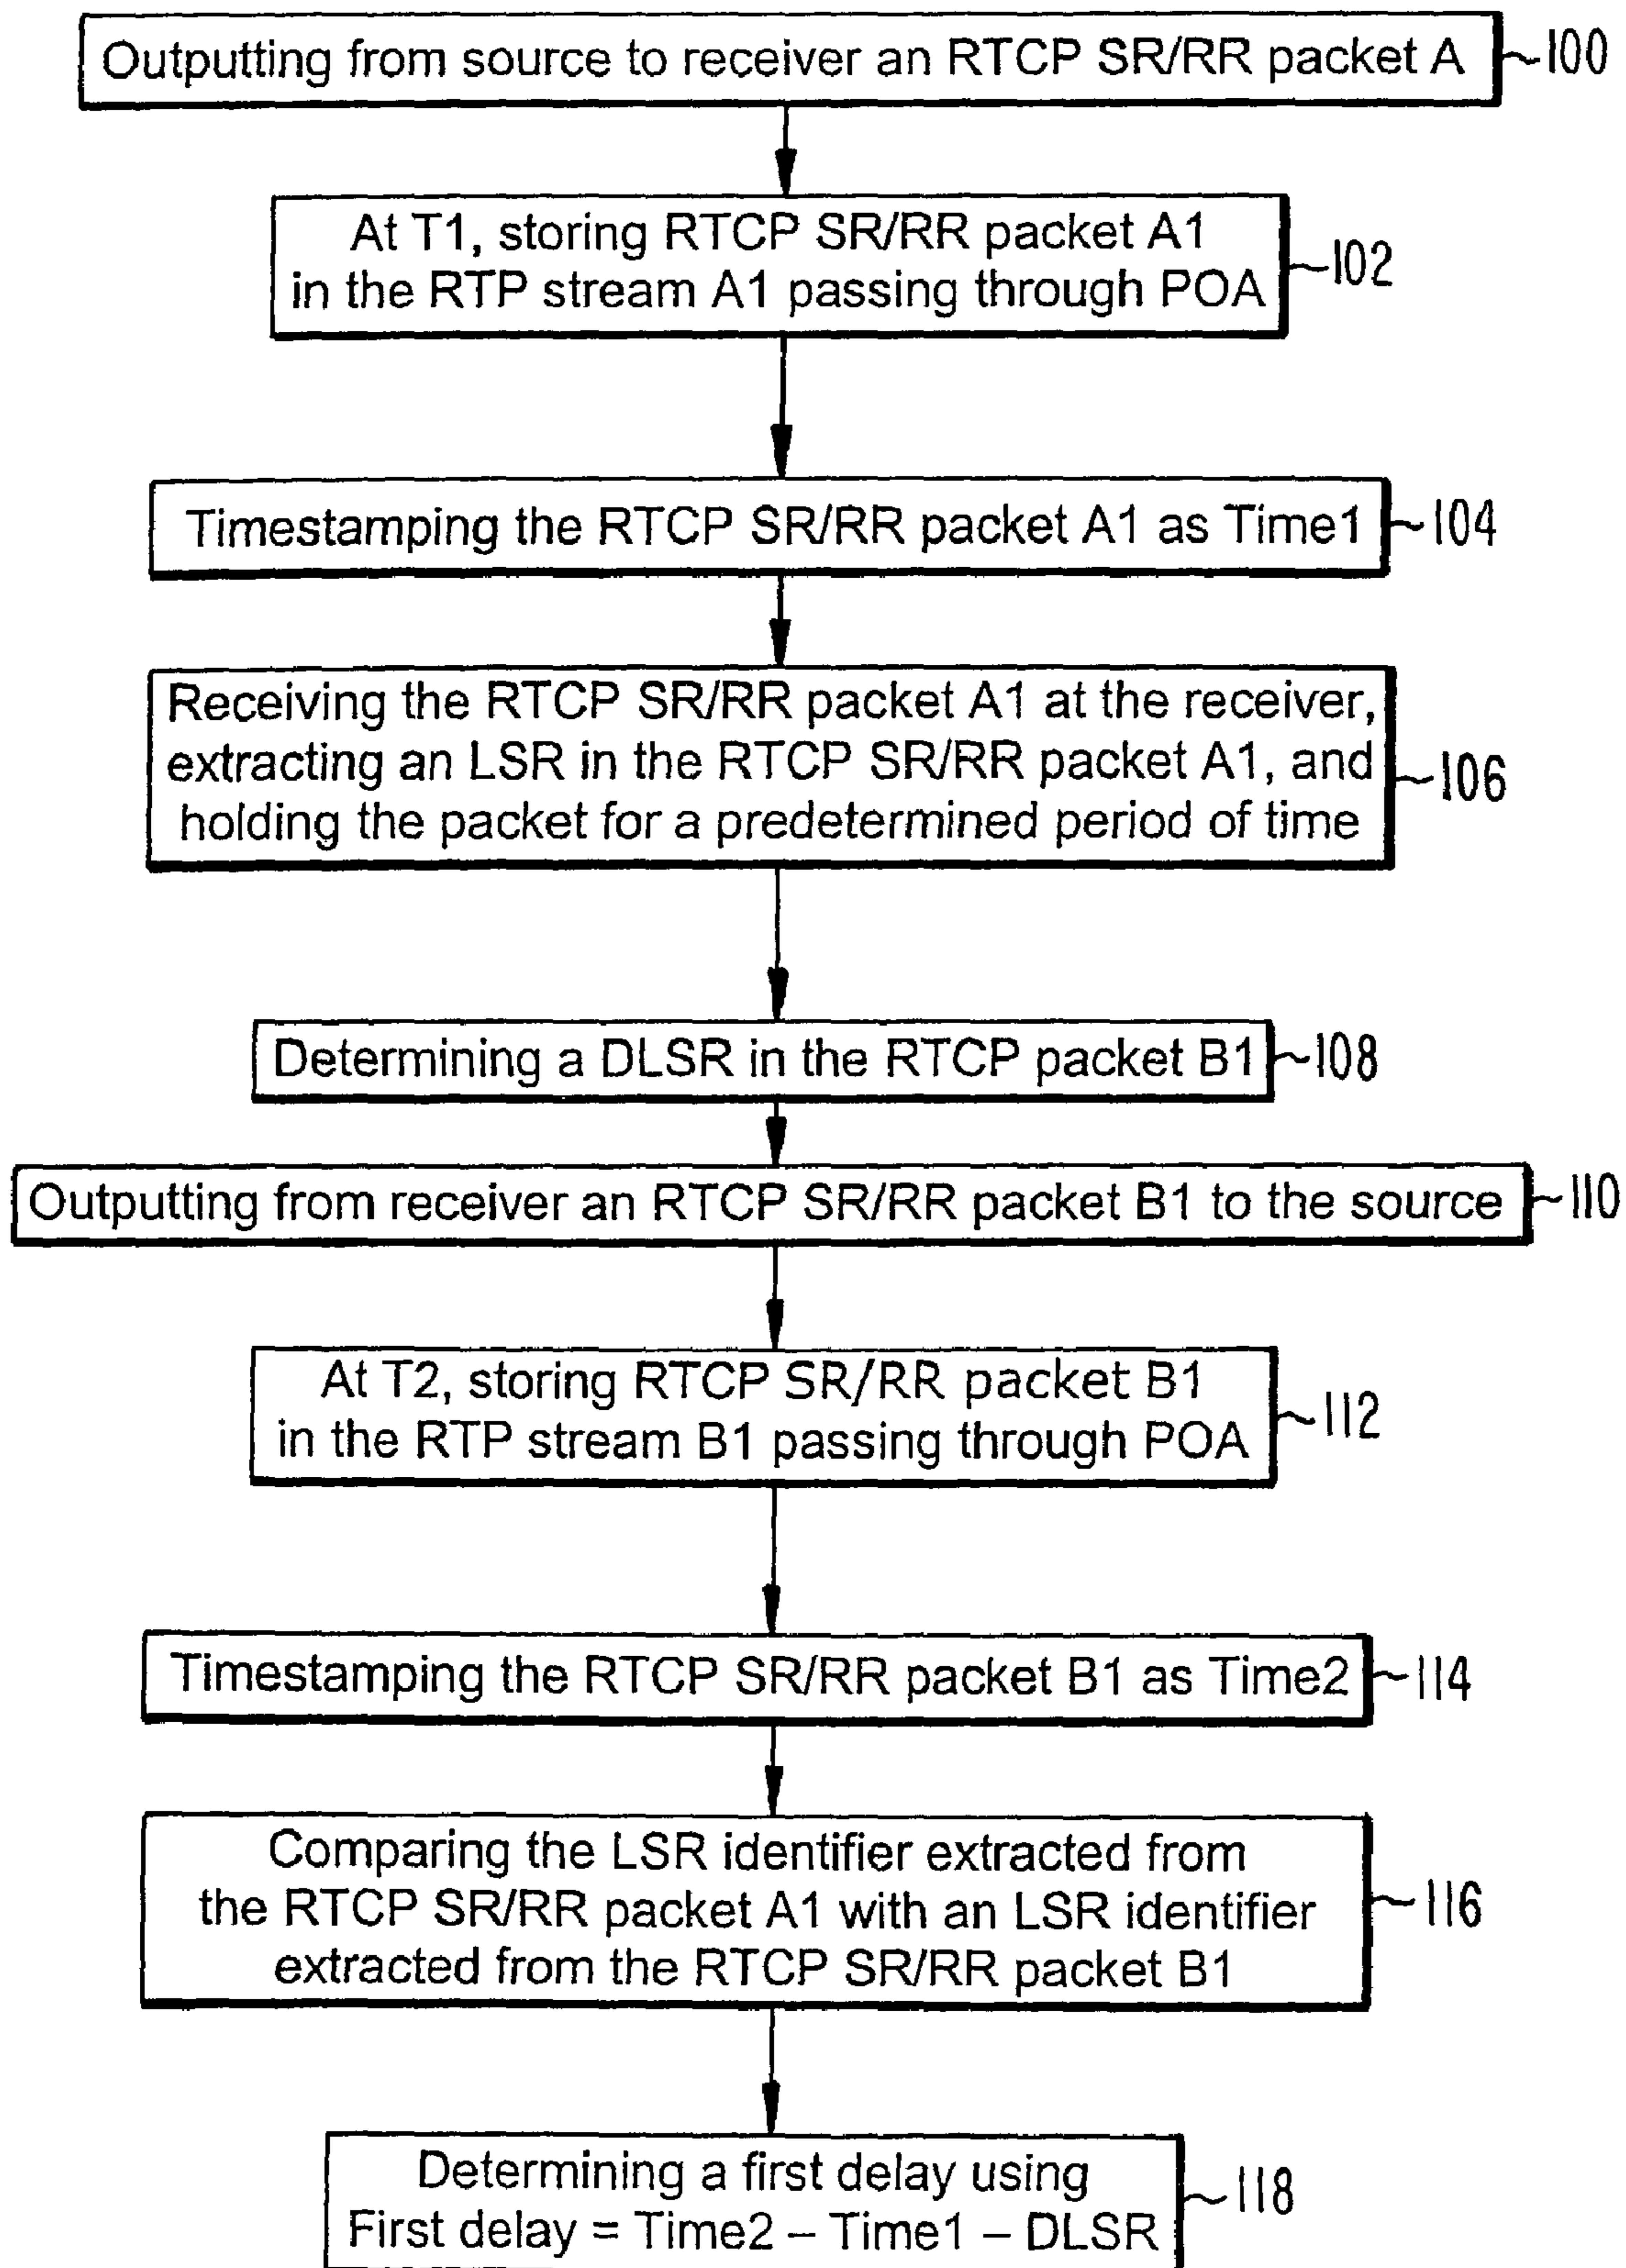 Outputting from source to receiver an RTCP SR/RR packet A
100
At T1, storing RTCP SR/RR packet A1
in the RTP stream A1 passing through POA
102
Timestamping the RTCP SR/RR packet A1 as Time1
104
Receiving the RTCP SR/RR packet A1 at the receiver,
extracting an LSR in the RTCP SR/RR packet A1, and
holding the packet for a predetermined period of time
106
Determining a DLSR in the RTCP packet B1
108
Outputting from receiver an RTCP SR/RR packet B1 to the source
110
At T2, storing RTCP SR/RR packet B1
in the RTP stream B1 passing through POA
112
Timestamping the RTCP SR/RR packet B1 as Time2
114
Comparing the LSR identifier extracted from
the RTCP SR/RR packet A1 with an LSR identifier
extracted from the RTCP SR/RR packet B1
116
Determining a first delay using
First delay = Time2 – Time1 – DLSR
118